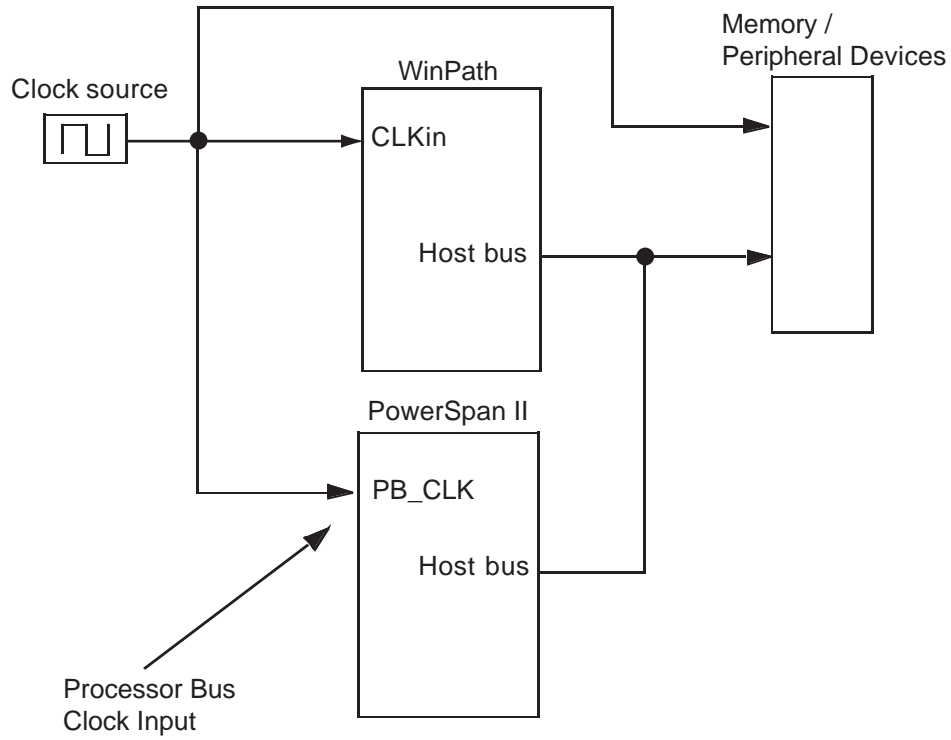 Memory /
Peripheral Devices
WinPath
Clock source
CLKin
Host bus
PowerSpan II
PB_CLK
Host bus
Processor Bus
Clock Input